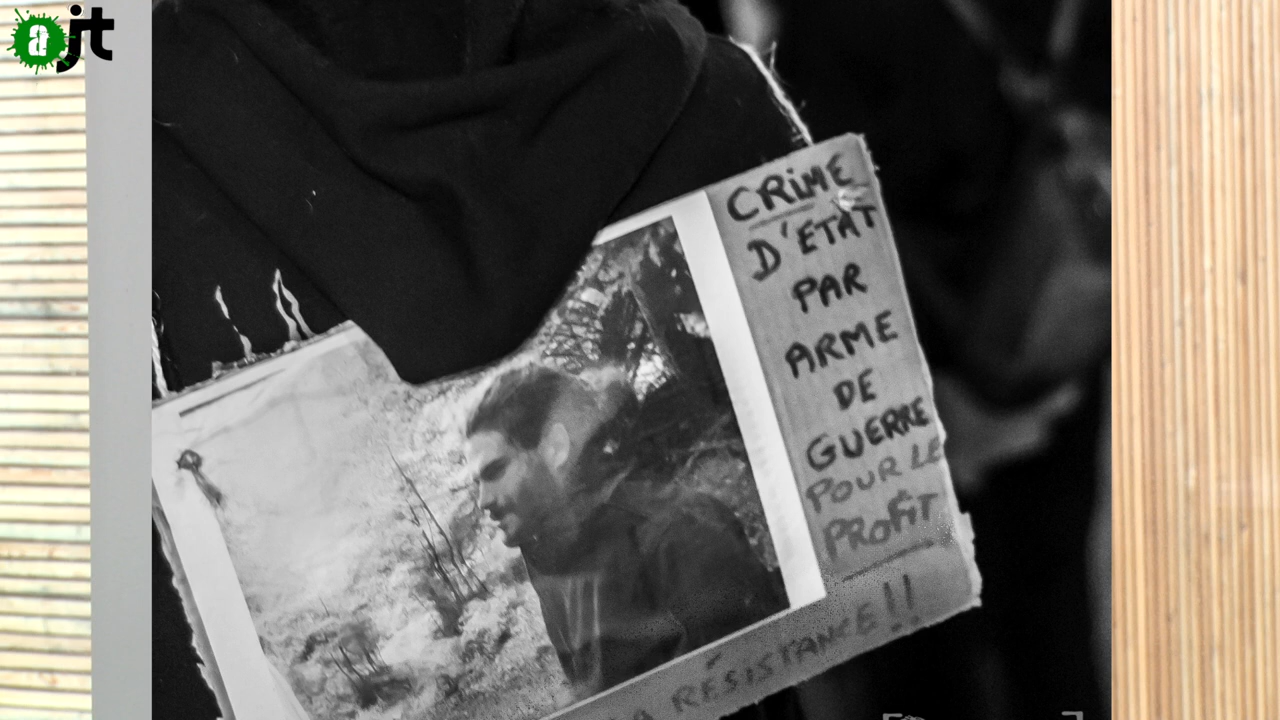 ajt
CRIME
D'ETAT
PAR
ARME
DE
GUERRE
POUR LE
PROFIT
RÉSISTANCE!!